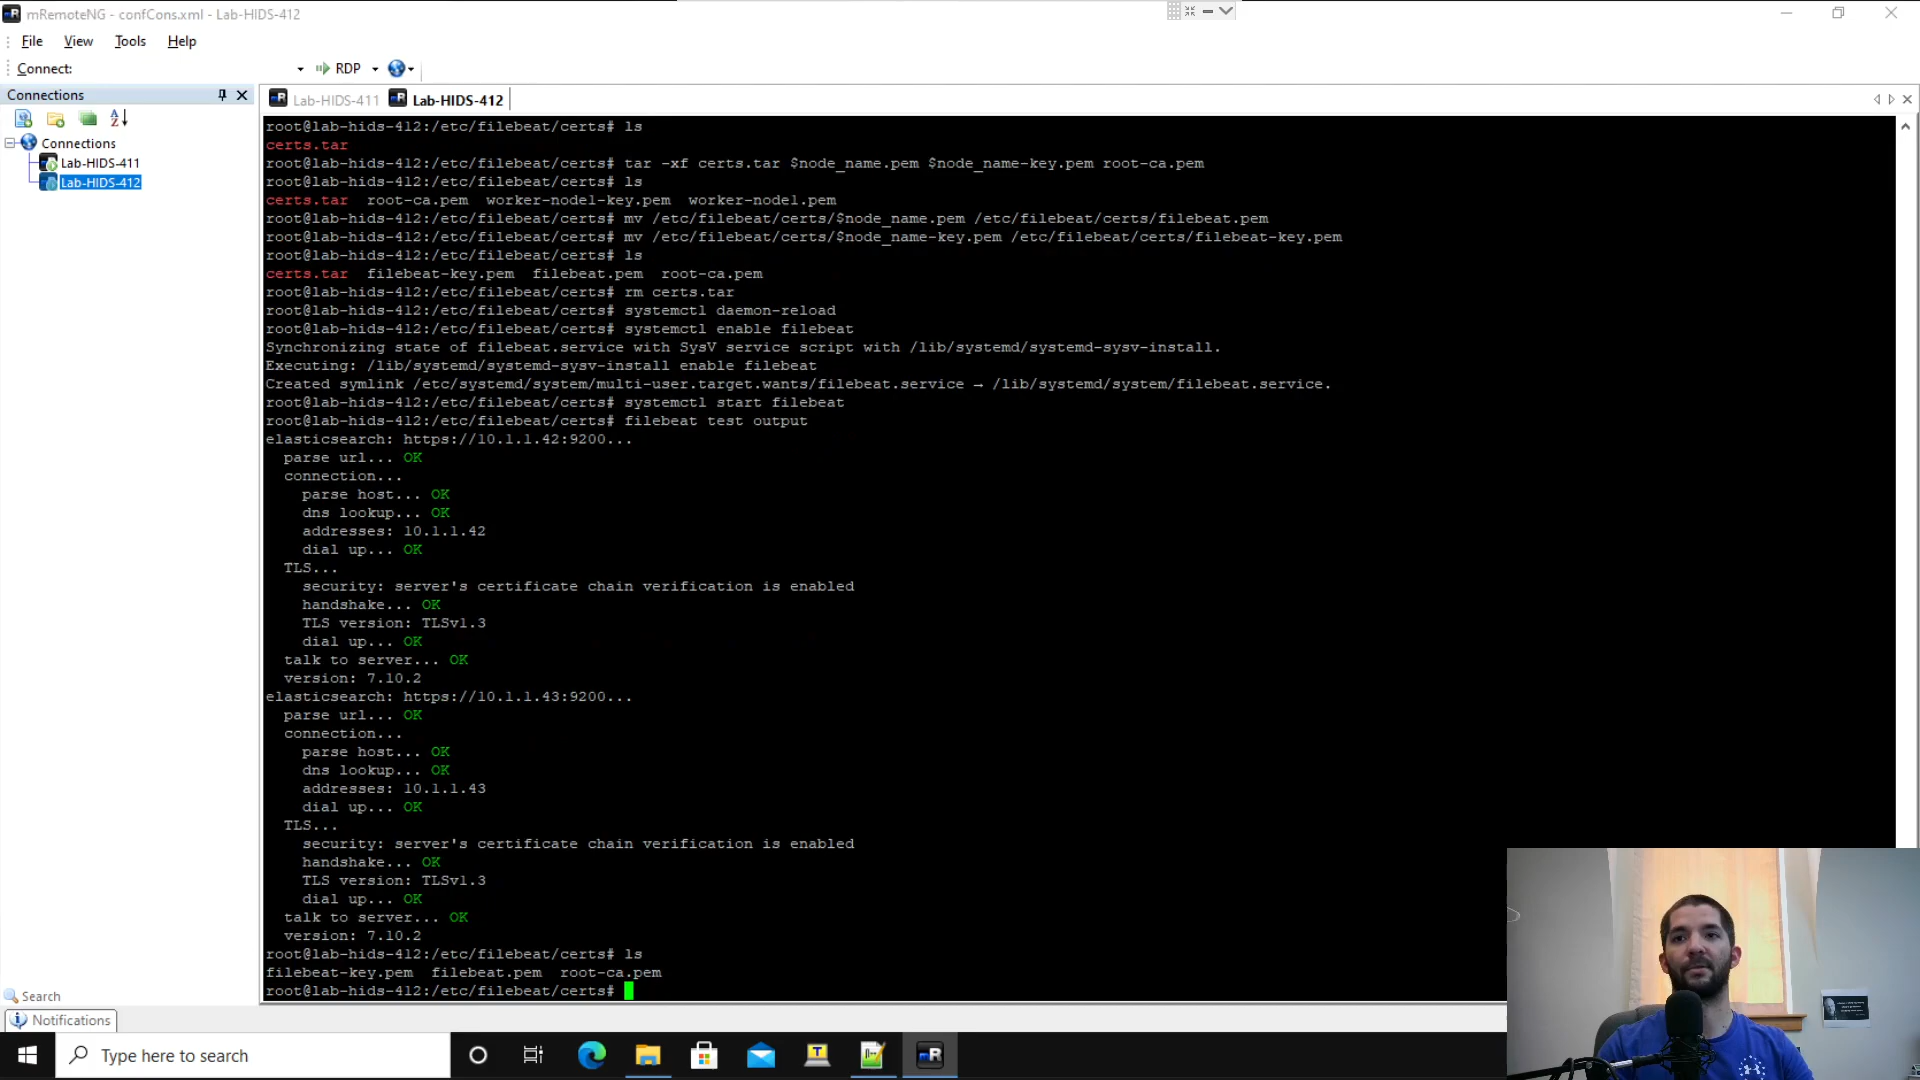 mRemoteNG - confCons.xml - Lab-HIDS-412
File View Tools Help
Connect: RDP
Connections
Lab-HIDS-411 Lab-HIDS-412
Connections
Lab-HIDS-411
Lab-HIDS-412
root@lab-hids-412:/etc/filebeat/certs# ls
certs.tar
root@lab-hids-412:/etc/filebeat/certs# tar -xf certs.tar $node_name.pem $node_name-key.pem root-ca.pem
root@lab-hids-412:/etc/filebeat/certs# ls
certs.tar root-ca.pem worker-node1-key.pem worker-node1.pem
root@lab-hids-412:/etc/filebeat/certs# mv /etc/filebeat/certs/$node_name.pem /etc/filebeat/certs/filebeat.pem
root@lab-hids-412:/etc/filebeat/certs# mv /etc/filebeat/certs/$node_name-key.pem /etc/filebeat/certs/filebeat-key.pem
root@lab-hids-412:/etc/filebeat/certs# ls
certs.tar filebeat-key.pem filebeat.pem root-ca.pem
root@lab-hids-412:/etc/filebeat/certs# rm certs.tar
root@lab-hids-412:/etc/filebeat/certs# systemctl daemon-reload
root@lab-hids-412:/etc/filebeat/certs# systemctl enable filebeat
Synchronizing state of filebeat.service with SysV service script with /lib/systemd/systemd-sysv-install.
Executing: /lib/systemd/systemd-sysv-install enable filebeat
Created symlink /etc/systemd/system/multi-user.target.wants/filebeat.service → /lib/systemd/system/filebeat.service.
root@lab-hids-412:/etc/filebeat/certs# systemctl start filebeat
root@lab-hids-412:/etc/filebeat/certs# filebeat test output
elasticsearch: https://10.1.1.42:9200...
parse url... OK
connection...
parse host... OK
dns lookup... OK
addresses: 10.1.1.42
dial up... OK
TLS...
security: server's certificate chain verification is enabled
handshake... OK
TLS version: TLSv1.3
dial up... OK
talk to server... OK
version: 7.10.2
elasticsearch: https://10.1.1.43:9200...
parse url... OK
connection...
parse host... OK
dns lookup... OK
addresses: 10.1.1.43
dial up... OK
TLS...
security: server's certificate chain verification is enabled
handshake... OK
TLS version: TLSv1.3
dial up... OK
talk to server... OK
version: 7.10.2
root@lab-hids-412:/etc/filebeat/certs# ls
filebeat-key.pem filebeat.pem root-ca.pem
root@lab-hids-412:/etc/filebeat/certs#
Search
Notifications
Type here to search